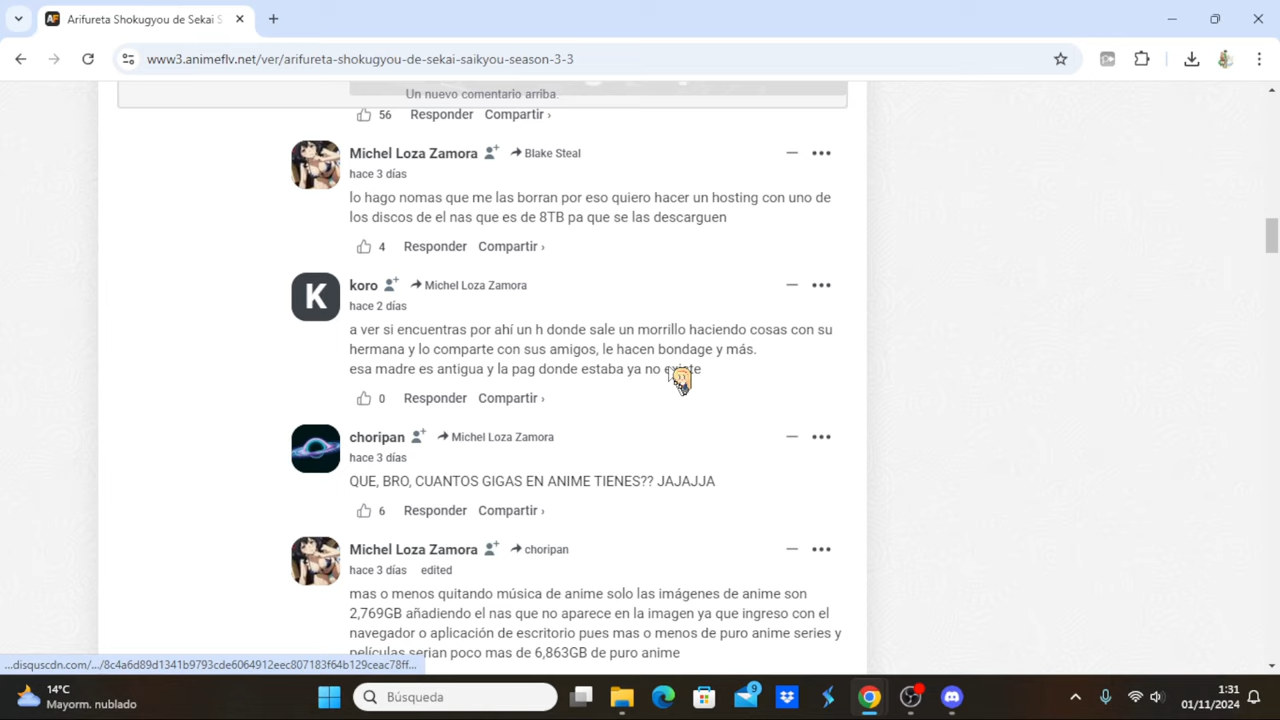 Arifureta Shokugyou de Sekai S
www3.animeflv.net/ver/arifureta-shokugyou-de-sekai-saikyou-season-3-3
Un nuevo comentario arriba.
56 Responder Compartir ›
Michel Loza Zamora Blake Steal
hace 3 días
lo hago nomas que me las borran por eso quiero hacer un hosting con uno de
los discos de el nas que es de 8TB pa que se las descarguen
4 Responder Compartir ›
K
koro Michel Loza Zamora
hace 2 días
a ver si encuentras por ahí un h donde sale un morrillo haciendo cosas con su
hermana y lo comparte con sus amigos, le hacen bondage y más.
esa madre es antigua y la pag donde estaba ya no existe
0 Responder Compartir ›
choripan Michel Loza Zamora
hace 3 días
QUE, BRO, CUANTOS GIGAS EN ANIME TIENES?? JAJAJJA
6 Responder Compartir ›
Michel Loza Zamora choripan
hace 3 días edited
mas o menos quitando música de anime solo las imágenes de anime son
2,769GB añadiendo el nas que no aparece en la imagen ya que ingreso con el
navegador o aplicación de escritorio pues mas o menos de puro anime series y
películas serian poco mas de 6,863GB de puro anime
...disquscdn.com/.../8c4a6d89d1341b9793cde6064912eec807183f64b129ceac78ff...
14°C
Mayorm. nublado
Búsqueda
9
1:31
01/11/2024